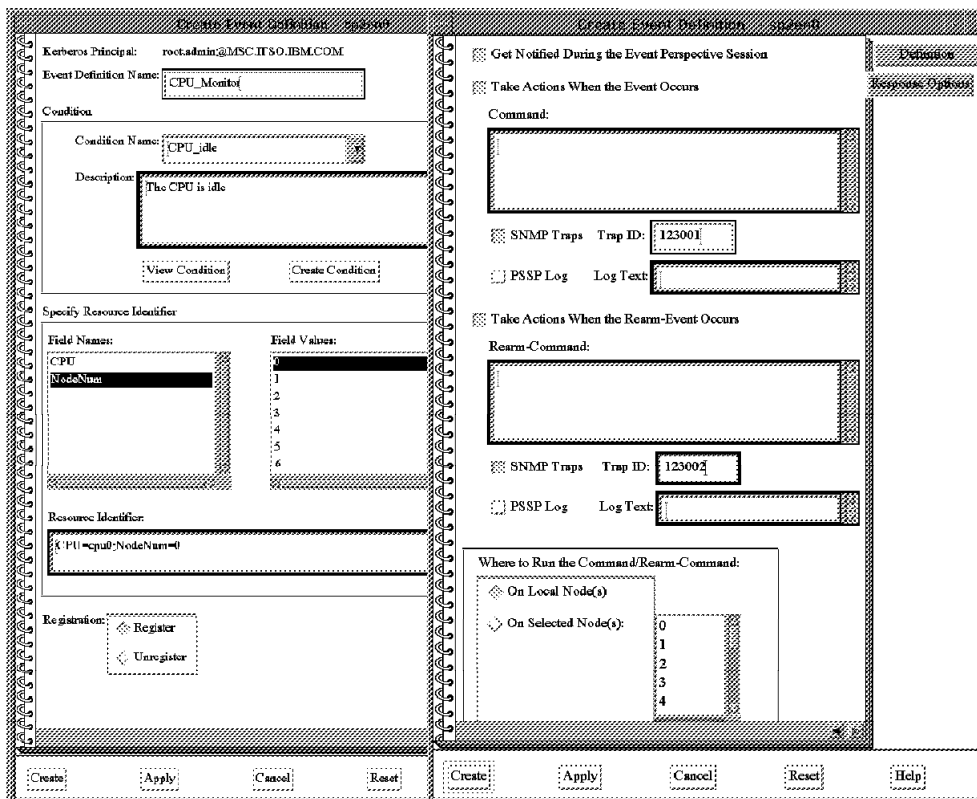 Create Event Definition - sp2en0
Kerberos Principal: root.admin@MSC.ITSO.IBM.COM
Event Definition Name: CPU_Monitor
Condition
Condition Name: CPU_idle
Description: The CPU is idle
View Condition Create Condition
Specify Resource Identifier
Field Names: Field Values:
CPU 0
NodeNum 1
2
3
4
5
6
Resource Identifier:
CPU=cpu0;NodeNum=0
Registration: Register
Unregister
Create Apply Cancel Reset
Create Event Definition - sp2en0
Get Notified During the Event Perspective Session
Definition
Take Actions When the Event Occurs
Response Options
Command:
SNMP Traps Trap ID: 123001
PSSP Log Log Text:
Take Actions When the Rearm-Event Occurs
Rearm-Command:
SNMP Traps Trap ID: 123002
PSSP Log Log Text:
Where to Run the Command/Rearm-Command:
On Local Node(s)
On Selected Node(s): 0
1
2
3
4
Create Apply Cancel Reset Help